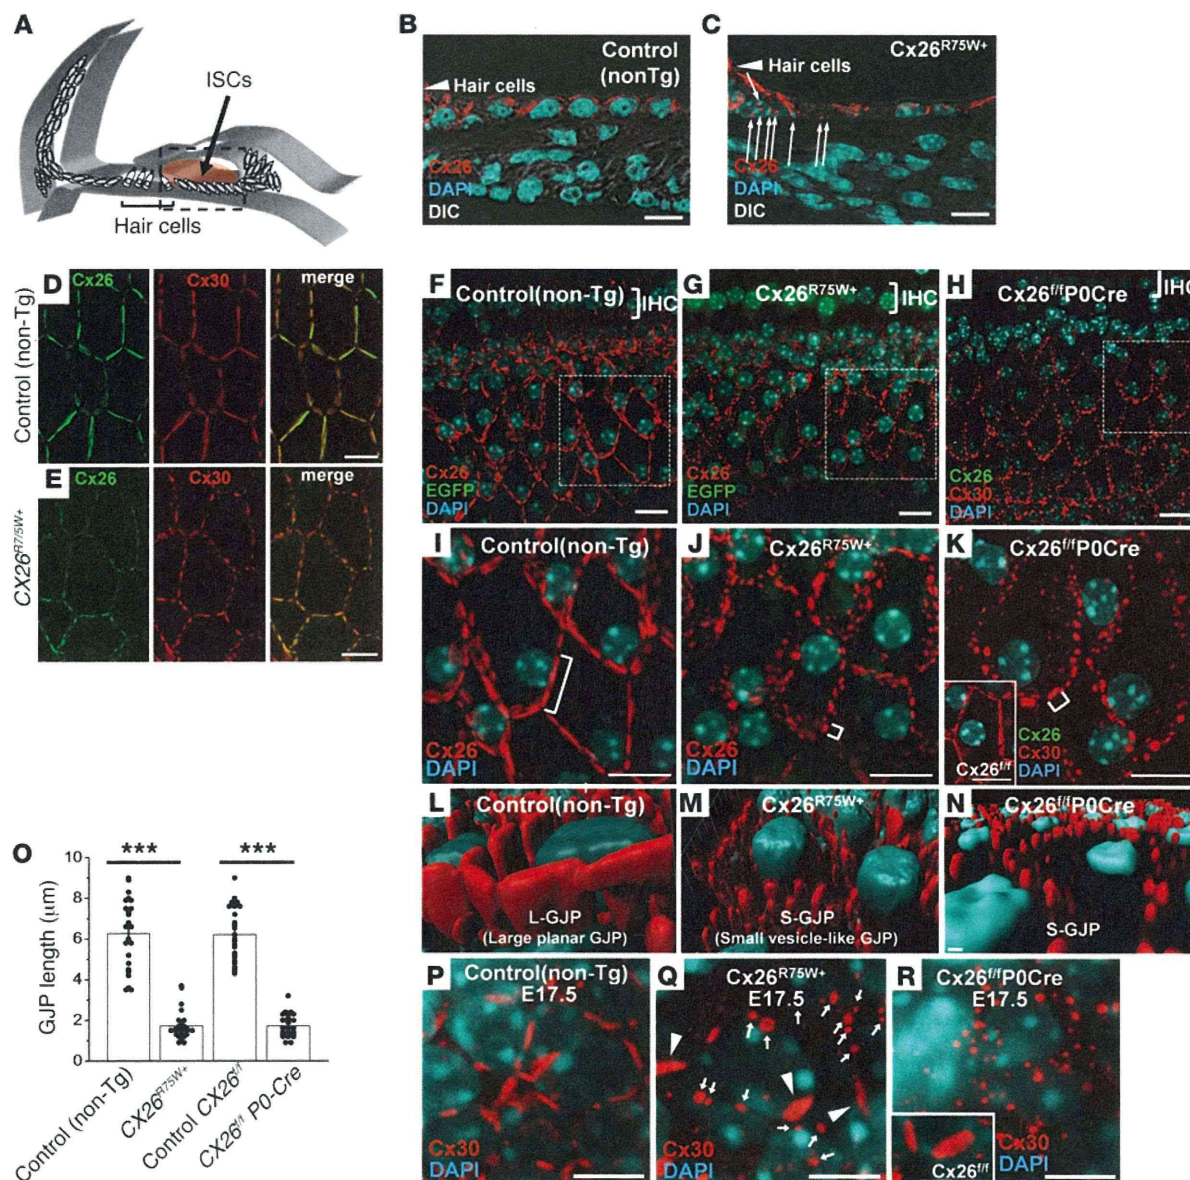 A
ISCs
Hair cells
B
Control
(nonTg)
Hair cells
Cx26
DAPI
DIC
C
Cx26R75W+
Hair cells
Cx26
DAPI
DIC
Control (non-Tg)
D
Cx26
Cx30
merge
CX26R75W+
E
Cx26
Cx30
merge
F
Control(non-Tg)
IHC
Cx26
EGFP
DAPI
G
Cx26R75W+
IHC
Cx26
EGFP
DAPI
H
Cx26f/fP0Cre
IHC
Cx26
Cx30
DAPI
I
Control(non-Tg)
Cx26
DAPI
J
Cx26R75W+
Cx26
DAPI
K
Cx26f/fP0Cre
Cx26
Cx30
DAPI
Cx26f/f
L
Control(non-Tg)
L-GJP
(Large planar GJP)
M
Cx26R75W+
S-GJP
(Small vesicle-like GJP)
N
Cx26f/fP0Cre
S-GJP
O
*** ***
GJP length (μm)
10
8
6
4
2
0
Control (non-Tg)
CX26R75W+
Control CX26f/f
CX26f/f P0-Cre
P
Control(non-Tg)
E17.5
Cx30
DAPI
Q
Cx26R75W+
E17.5
Cx30
DAPI
R
Cx26f/fP0Cre
E17.5
Cx30
DAPI
Cx26f/f